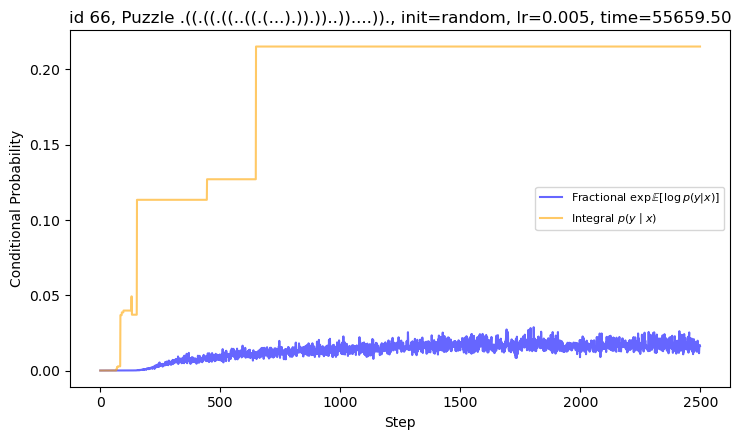 id 66, Puzzle .((.((.((..((.(...).)).))..))....))., init=random, lr=0.005, time=55659.50
0.20
0.15
0.10
0.05
0.00
Conditional Probability
Fractional exp𝔼[log p(y|x)]
Integral p(y | x)
0
500
1000
1500
2000
2500
Step